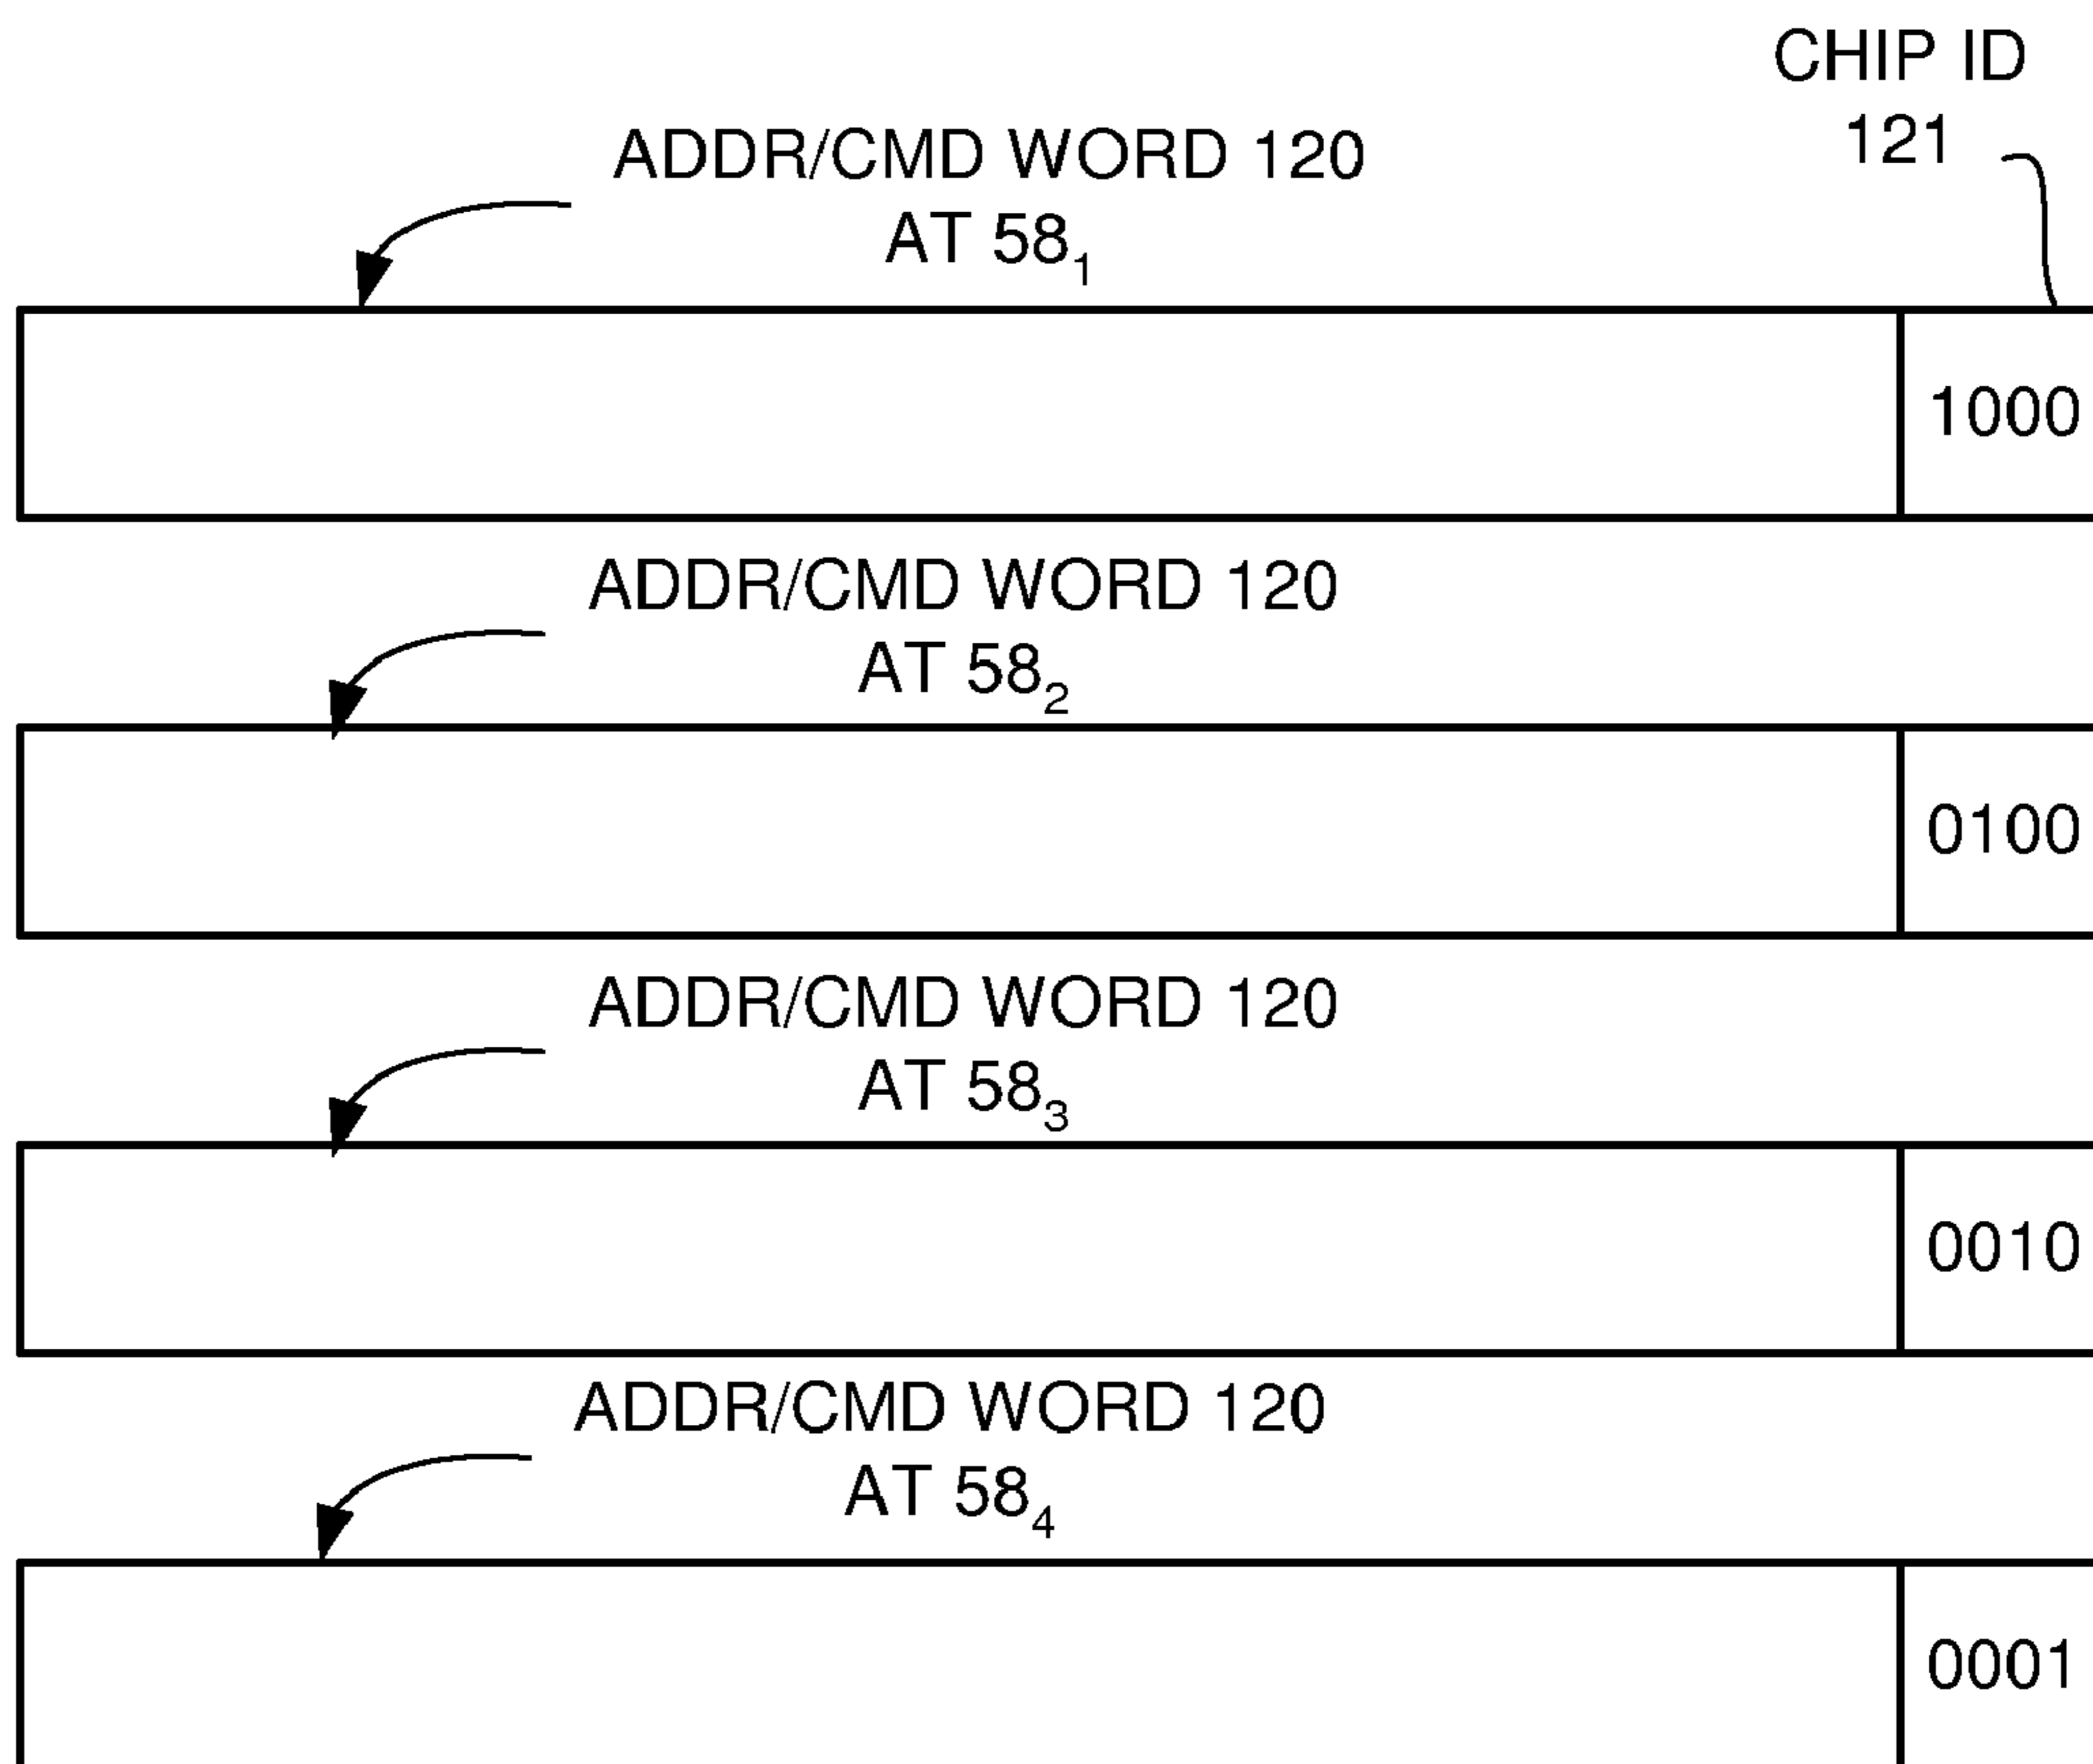 CHIP ID
121
ADDR/CMD WORD 120
AT 58₁
1000
ADDR/CMD WORD 120
AT 58₂
0100
ADDR/CMD WORD 120
AT 58₃
0010
ADDR/CMD WORD 120
AT 58₄
0001